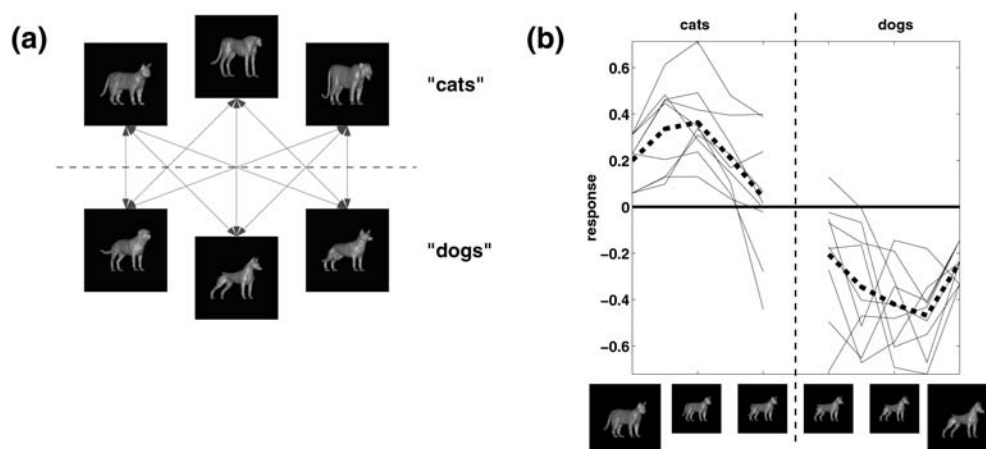 (a)
"cats"
"dogs"
(b)
cats
dogs
response
0.6
0.4
0.2
0
−0.2
−0.4
−0.6